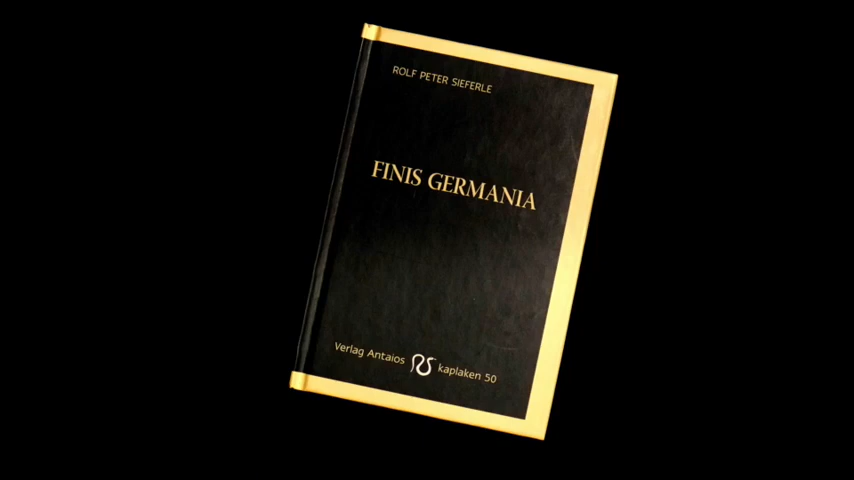 ROLF PETER SIEFERLE
FINIS GERMANIA
Verlag Antaios kaplaken 50